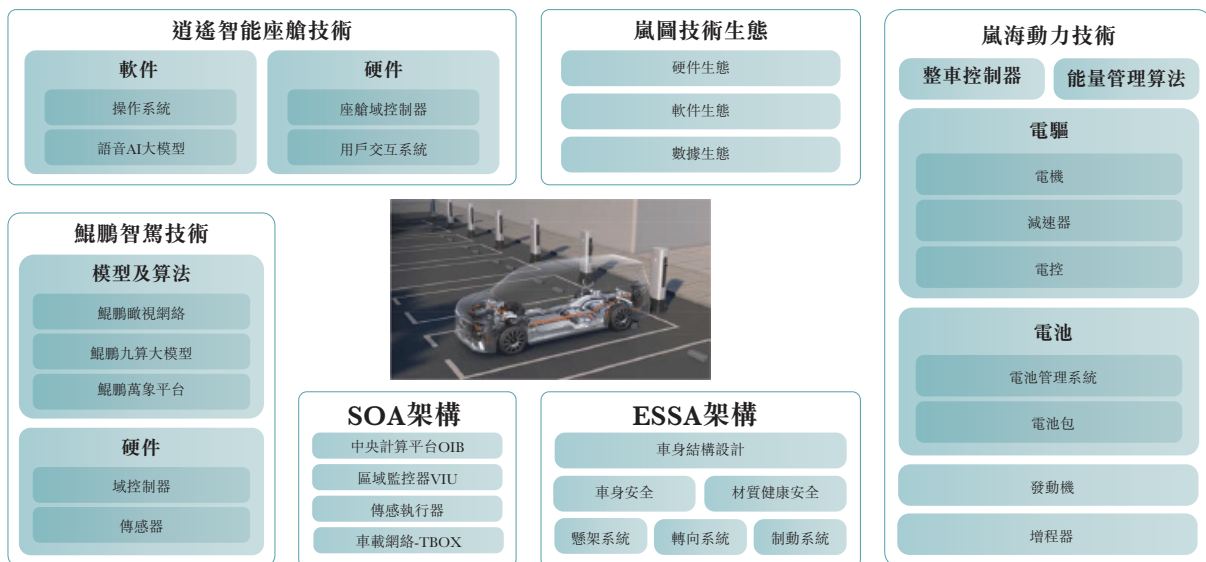 逍遙智能座艙技術
軟件
操作系統
語音AI大模型
硬件
座艙域控制器
用戶交互系統
嵐圖技術生態
硬件生態
軟件生態
數據生態
嵐海動力技術
整車控制器
能量管理算法
電驅
電機
減速器
電控
電池
電池管理系統
電池包
發動機
增程器
鯤鵬智駕技術
模型及算法
鯤鵬瞰視網絡
鯤鵬九算大模型
鯤鵬萬象平台
硬件
域控制器
傳感器
SOA架構
中央計算平台OIB
區域監控器VIU
傳感執行器
車載網絡-TBOX
ESSA架構
車身結構設計
車身安全
材質健康安全
懸架系統
轉向系統
制動系統